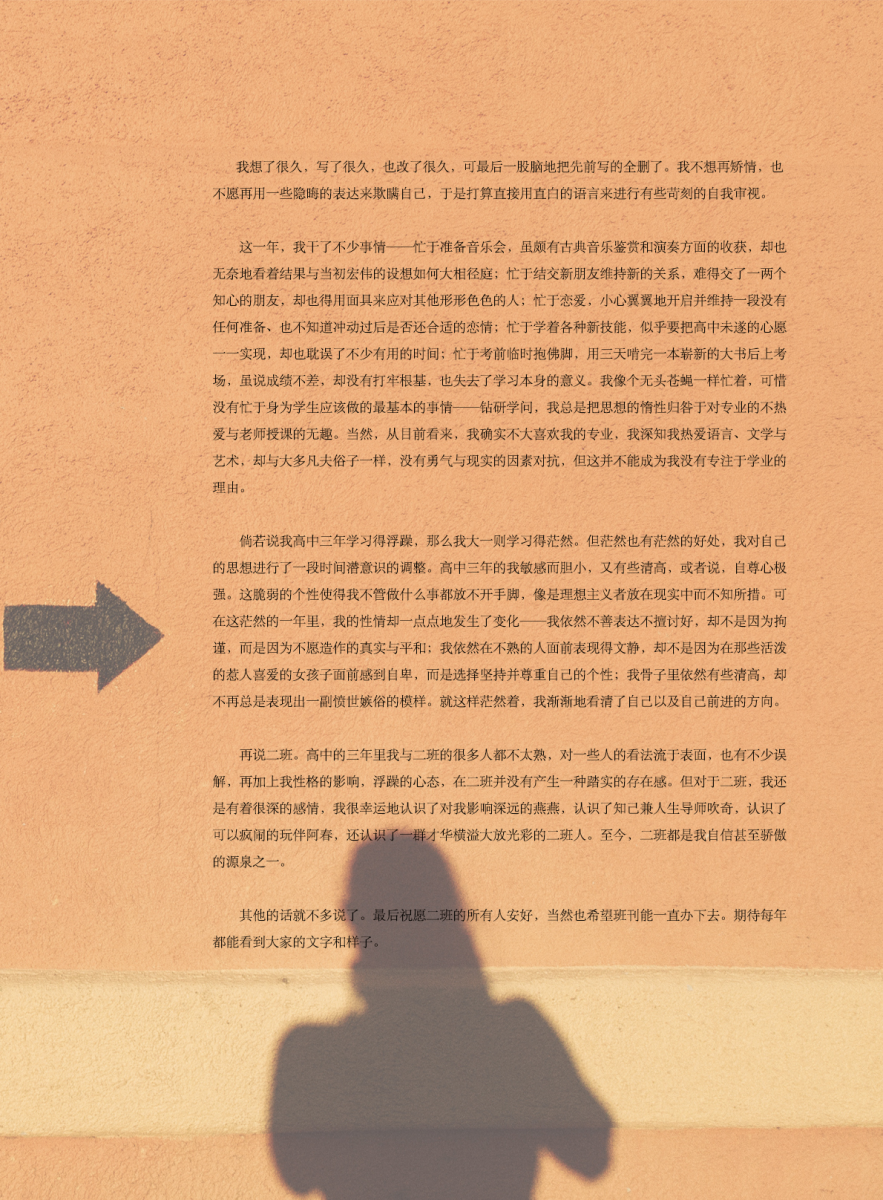 我想了很久，写了很久，也改了很久，可最后一股脑地把先前写的全删了。我不想再矫情，也
不愿再用一些隐晦的表达来欺瞒自己，于是打算直接用直白的语言来进行有些苛刻的自我审视。
这一年，我干了不少事情——忙于准备音乐会，虽颇有古典音乐鉴赏和演奏方面的收获，却也
无奈地看着结果与当初宏伟的设想如何大相径庭；忙于结交新朋友维持新的关系，难得交了一两个
知心的朋友，却也得用面具来应对其他形形色色的人；忙于恋爱，小心翼翼地开启并维持一段没有
任何准备、也不知道冲动过后是否还合适的恋情；忙于学着各种新技能，似乎要把高中未遂的心愿
一一实现，却也耽误了不少有用的时间；忙于考前临时抱佛脚，用三天啃完一本崭新的大书后上考
场，虽说成绩不差，却没有打牢根基，也失去了学习本身的意义。我像个无头苍蝇一样忙着，可惜
没有忙于身为学生应该做的最基本的事情——钻研学问，我总是把思想的惰性归咎于对专业的不热
爱与老师授课的无趣。当然，从目前看来，我确实不大喜欢我的专业，我深知我热爱语言、文学与
艺术，却与大多凡夫俗子一样，没有勇气与现实的因素对抗，但这并不能成为我没有专注于学业的
理由。
倘若说我高中三年学习得浮躁，那么我大一则学习得茫然。但茫然也有茫然的好处，我对自己
的思想进行了一段时间潜意识的调整。高中三年的我敏感而胆小，又有些清高，或者说，自尊心极
强。这脆弱的个性使得我不管做什么事都放不开手脚，像是理想主义者放在现实中而不知所措。可
在这茫然的一年里，我的性情却一点点地发生了变化——我依然不善表达不擅讨好，却不是因为拘
谨，而是因为不愿造作的真实与平和；我依然在不熟的人面前表现得文静，却不是因为在那些活泼
的惹人喜爱的女孩子面前感到自卑，而是选择坚持并尊重自己的个性；我骨子里依然有些清高，却
不再总是表现出一副愤世嫉俗的模样。就这样茫然着，我渐渐地看清了自己以及自己前进的方向。
再说二班。高中的三年里我与二班的很多人都不太熟，对一些人的看法流于表面，也有不少误
解，再加上我性格的影响，浮躁的心态，在二班并没有产生一种踏实的存在感。但对于二班，我还
是有着很深的感情，我很幸运地认识了对我影响深远的燕燕，认识了知己兼人生导师吹奇，认识了
可以疯闹的玩伴阿春，还认识了一群才华横溢大放光彩的二班人。至今，二班都是我自信甚至骄傲
的源泉之一。
其他的话就不多说了。最后祝愿二班的所有人安好，当然也希望班刊能一直办下去。期待每年
都能看到大家的文字和样子。